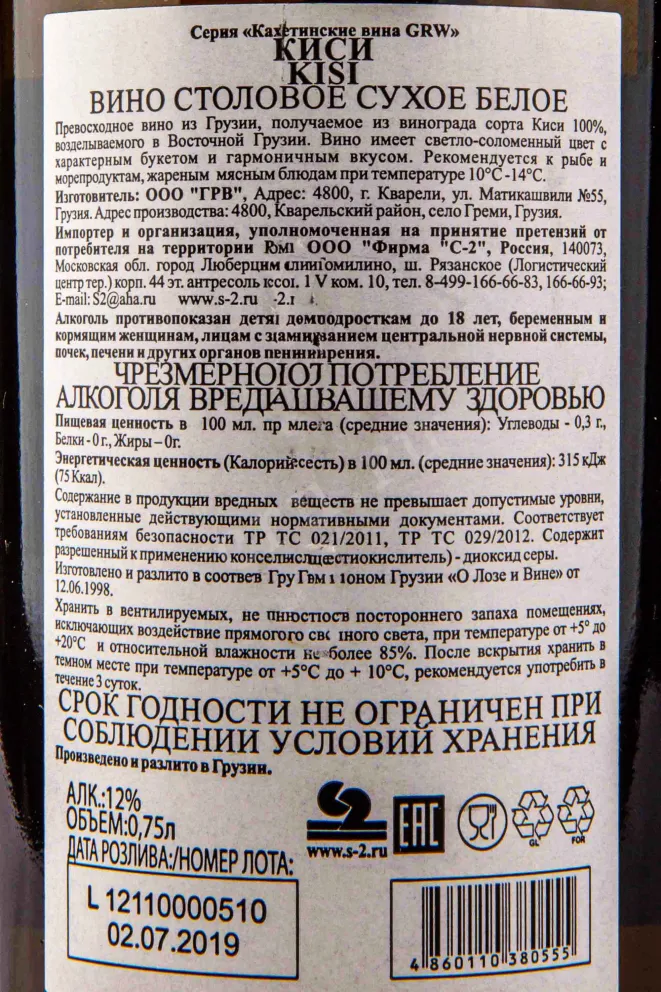 Серия «Кахетинские вина GRW»
КИСИ
KISI
ВИНО СТОЛОВОЕ СУХОЕ БЕЛОЕ
Превосходное вино из Грузии, получаемое из винограда сорта Киси 100%,
возделываемого в Восточной Грузии. Вино имеет светло-соломенный цвет с
характерным букетом и гармоничным вкусом. Рекомендуется к рыбе и
морепродуктам, жареным мясным блюдам при температуре 10°С -14°С.
Изготовитель: ООО "ГРВ", Адрес: 4800, г. Кварели, ул. Матикашвили №55,
Грузия. Адрес производства: 4800, Кварельский район, село Греми, Грузия.
Импортер и организация, уполномоченная на принятие претензий от
потребителя на территории ООО "Фирма "С-2", Россия, 140073,
Московская обл. город Люберцы ш. Рязанское (Логистический
центр тер.) корп. 44 эт. антресоль 1 V ком. 10, тел. 8-499-166-66-83, 166-66-93;
E-mail: S2@aha.ru www.s-2.ru
Алкоголь противопоказан подросткам до 18 лет, беременным и
кормящим женщинам, лицам с центральной нервной системы,
почек, печени и других органов
ПОТРЕБЛЕНИЕ
АЛКОГОЛЯ ЗДОРОВЬЮ
Пищевая ценность в 100 мл. (средние значения): Углеводы - 0,3 г.,
Белки - 0 г., Жиры – 0г.
Энергетическая ценность в 100 мл. (средние значения): 315 кДж
(75 Ккал).
Содержание в продукции вредных веществ не превышает допустимые уровни,
установленные действующими нормативными документами. Соответствует
требованиям безопасности ТР ТС 021/2011, ТР ТС 029/2012. Содержит
разрешенный к применению - диоксид серы.
Изготовлено и разлито в Грузии «О Лозе и Вине» от
12.06.1998.
Хранить в вентилируемых, не постороннего запаха помещениях,
исключающих воздействие прямого света, при температуре от +5° до
+20°С и относительной влажности не более 85%. После вскрытия хранить в
темном месте при температуре от +5°С до + 10°С, рекомендуется употребить в
течение 3 суток.
СРОК ГОДНОСТИ НЕ ОГРАНИЧЕН ПРИ
СОБЛЮДЕНИИ УСЛОВИЙ ХРАНЕНИЯ
Произведено и разлито в Грузии.
АЛК.:12%
ОБЪЕМ:0,75л
ДАТА РОЗЛИВА:/НОМЕР ЛОТА:
www.s-2.ru
EAC
GL
FOR
L 12110000510
02.07.2019
4 860110 380555